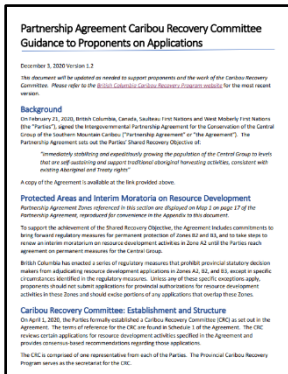 Partnership Agreement Caribou Recovery Committee
Guidance to Proponents on Applications
December 3, 2020 Version 1.2
This document will be updated as needed to support proponents and the work of the Caribou Recovery
Committee. Please refer to the British Columbia Caribou Recovery Program website for the most recent
version.
Background
On February 21, 2020, British Columbia, Canada, Saulteau First Nations and West Moberly First Nations
(the "Parties"), signed the Intergovernmental Partnership Agreement for the Conservation of the Central
Group of the Southern Mountain Caribou ("Partnership Agreement" or "the Agreement"). The
Partnership Agreement sets out the Parties' Shared Recovery Objective of:
"Immediately stabilizing and expeditiously growing the population of the Central Group to levels
that are self-sustaining and support traditional aboriginal harvesting activities, consistent with
existing Aboriginal and Treaty rights"
A copy of the Agreement is available at the link provided above.
Protected Areas and Interim Moratoria on Resource Development
Partnership Agreement Zones referenced in this section are displayed on Map 1 on page 17 of the
Partnership Agreement, reproduced for convenience in the Appendix to this document.
To support the achievement of the Shared Recovery Objective, the Agreement includes commitments to
bring forward regulatory measures for permanent protection of Zones B2 and B3, and to take steps to
renew an interim moratorium on resource development activities in Zone A2 until the Parties reach
agreement on permanent measures for the Central Group.
British Columbia has enacted a series of regulatory measures that prohibit provincial statutory decision
makers from adjudicating resource development applications in Zones A2, B2, and B3, except in specific
circumstances identified in the regulatory measures. Unless any of these specific exceptions apply,
proponents should not submit applications for provincial authorizations for resource development
activities in these Zones and should excise portions of any applications that overlap these Zones.
Caribou Recovery Committee: Establishment and Structure
On April 1, 2020, the Parties formally established a Caribou Recovery Committee (CRC) as set out in the
Agreement. The terms of reference for the CRC are found in Schedule 1 of the Agreement. The CRC
reviews certain applications for resource development activities specified in the Agreement and
provides consensus-based recommendations regarding those applications.
The CRC is comprised of one representative from each of the Parties. The Provincial Caribou Recovery
Program serves as the secretariat for the CRC.